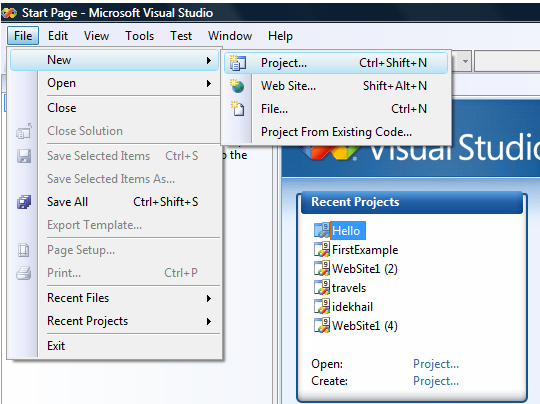 Start Page - Microsoft Visual Studio
File Edit View Tools Test Window Help
New
Open
Close
Close Solution
Save Selected Items Ctrl+S
Save Selected Items As...
Save All Ctrl+Shift+S
Export Template...
Page Setup...
Print... Ctrl+P
Recent Files
Recent Projects
Exit
Project... Ctrl+Shift+N
Web Site... Shift+Alt+N
File... Ctrl+N
Project From Existing Code...
the
Visual Studio
Recent Projects
Hello
FirstExample
WebSite1 (2)
travels
idekhail
WebSite1 (4)
Open: Project...
Create: Project...